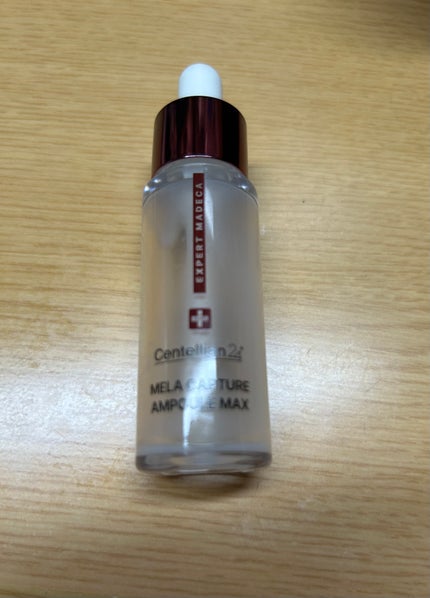 EXPERT MADECA
Centellian24
MELA CAPTURE
AMPOULE MAX